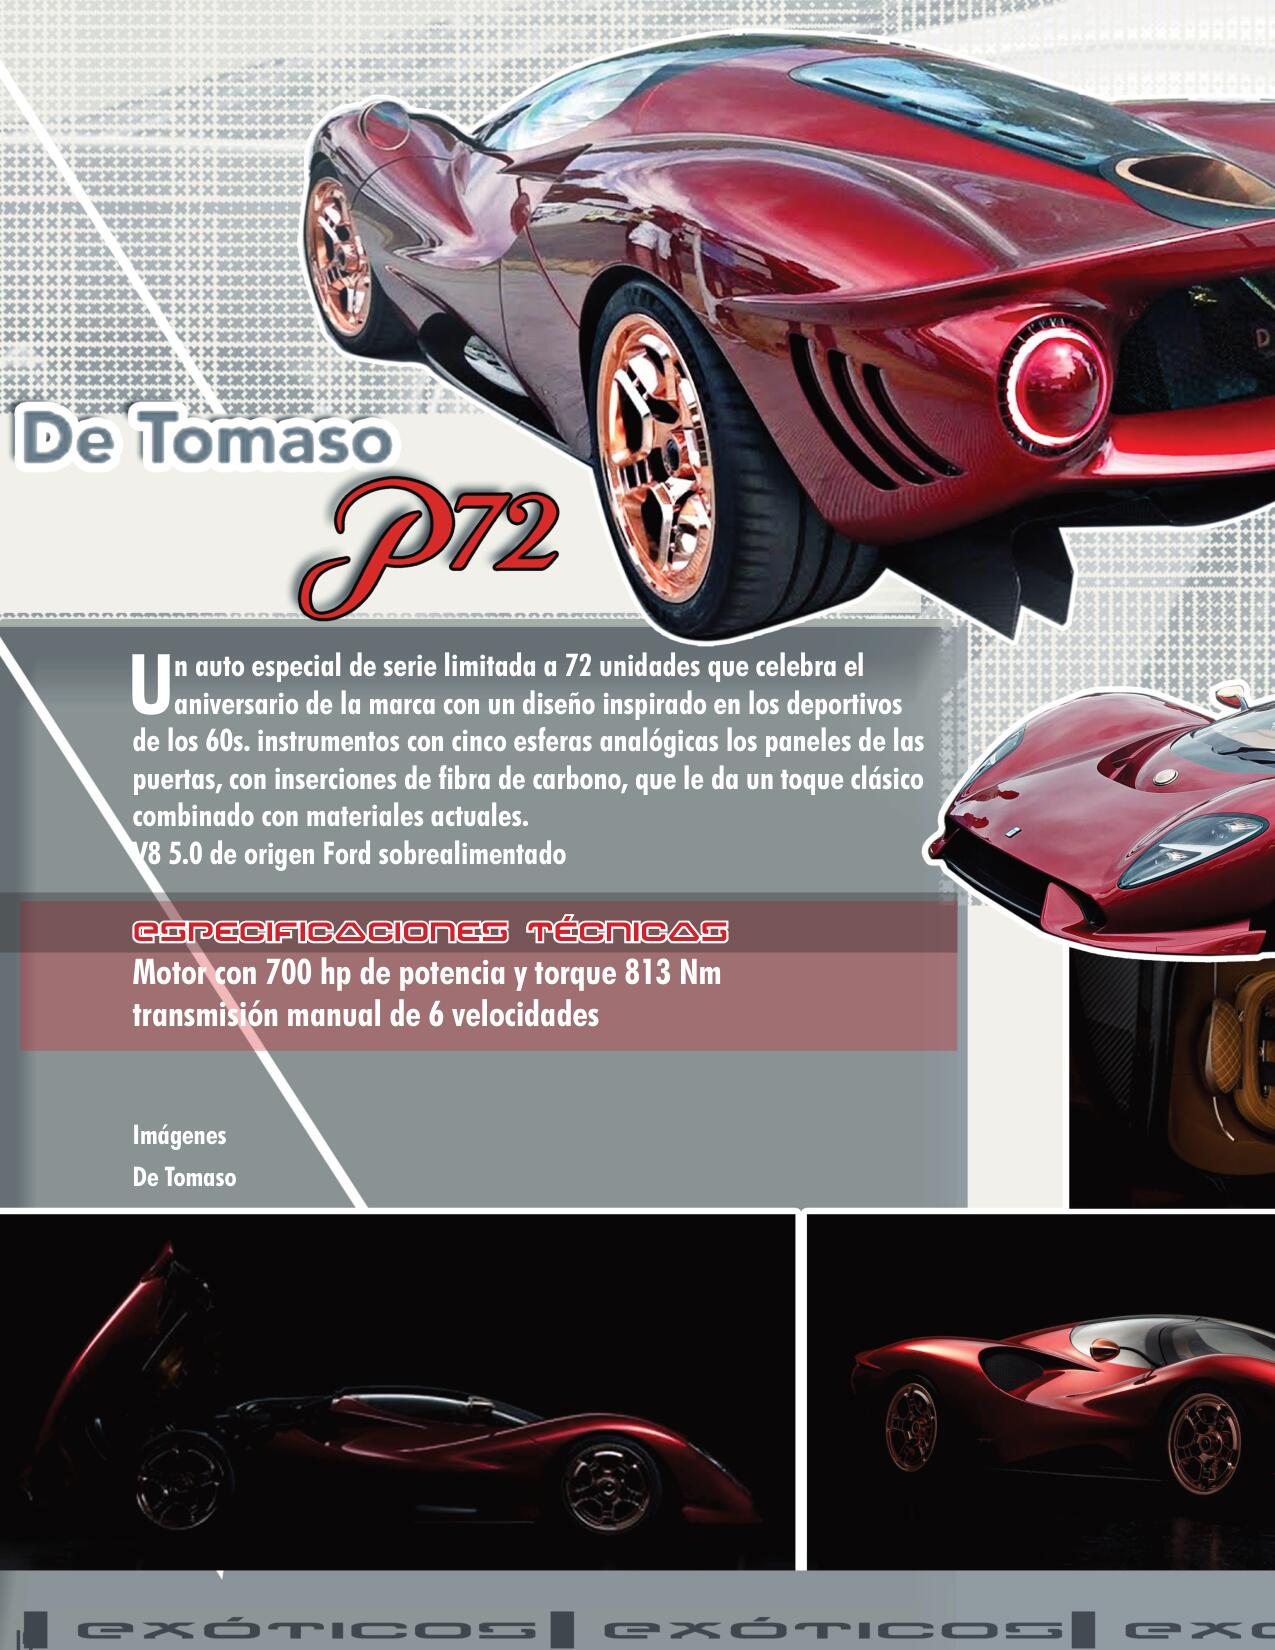 De Tomaso
P72
Un auto especial de serie limitada a 72 unidades que celebra el
aniversario de la marca con un diseño inspirado en los deportivos
de los 60s. instrumentos con cinco esferas analógicas los paneles de las
puertas, con inserciones de fibra de carbono, que le da un toque clásico
combinado con materiales actuales.
V8 5.0 de origen Ford sobrealimentado
especificaciones técnicas
Motor con 700 hp de potencia y torque 813 Nm
transmisión manual de 6 velocidades
Imágenes
De Tomaso
exóticos exóticos